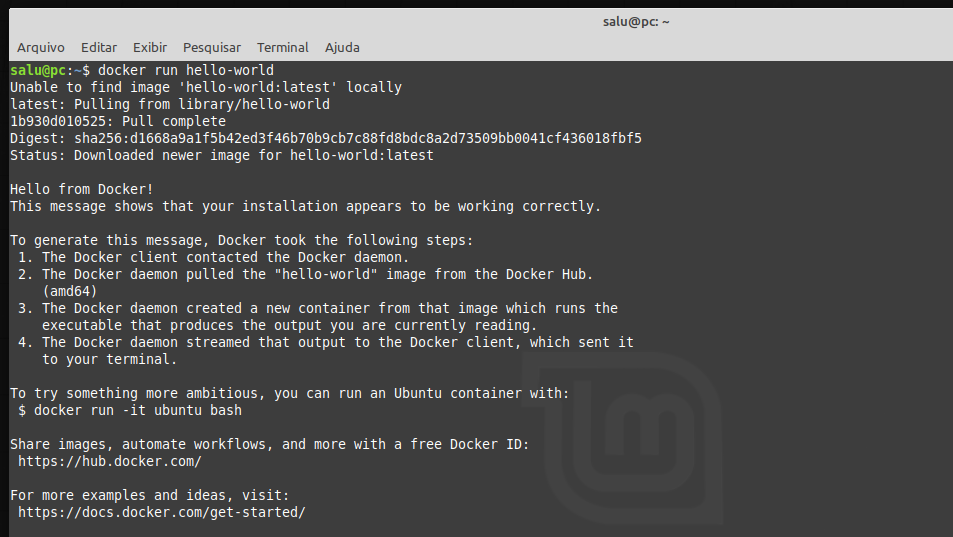 salu@pc: ~
Arquivo Editar Exibir Pesquisar Terminal Ajuda
salu@pc:~$ docker run hello-world
Unable to find image 'hello-world:latest' locally
latest: Pulling from library/hello-world
1b930d010525: Pull complete
Digest: sha256:d1668a9a1f5b42ed3f46b70b9cb7c88fd8bdc8a2d73509bb0041cf436018fbf5
Status: Downloaded newer image for hello-world:latest
Hello from Docker!
This message shows that your installation appears to be working correctly.
To generate this message, Docker took the following steps:
1. The Docker client contacted the Docker daemon.
2. The Docker daemon pulled the "hello-world" image from the Docker Hub.
(amd64)
3. The Docker daemon created a new container from that image which runs the
executable that produces the output you are currently reading.
4. The Docker daemon streamed that output to the Docker client, which sent it
to your terminal.
To try something more ambitious, you can run an Ubuntu container with:
$ docker run -it ubuntu bash
Share images, automate workflows, and more with a free Docker ID:
https://hub.docker.com/
For more examples and ideas, visit:
https://docs.docker.com/get-started/